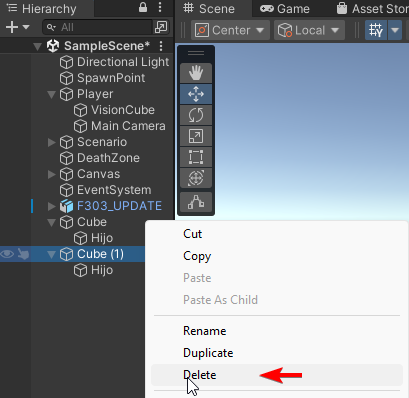 Hierarchy
Scene
Game
Asset Stor
All
Center
Local
SampleScene*
Directional Light
SpawnPoint
Player
VisionCube
Main Camera
Scenario
DeathZone
Canvas
EventSystem
F303_UPDATE
Cube
Hijo
Cube (1)
Hijo
Cut
Copy
Paste
Paste As Child
Rename
Duplicate
Delete